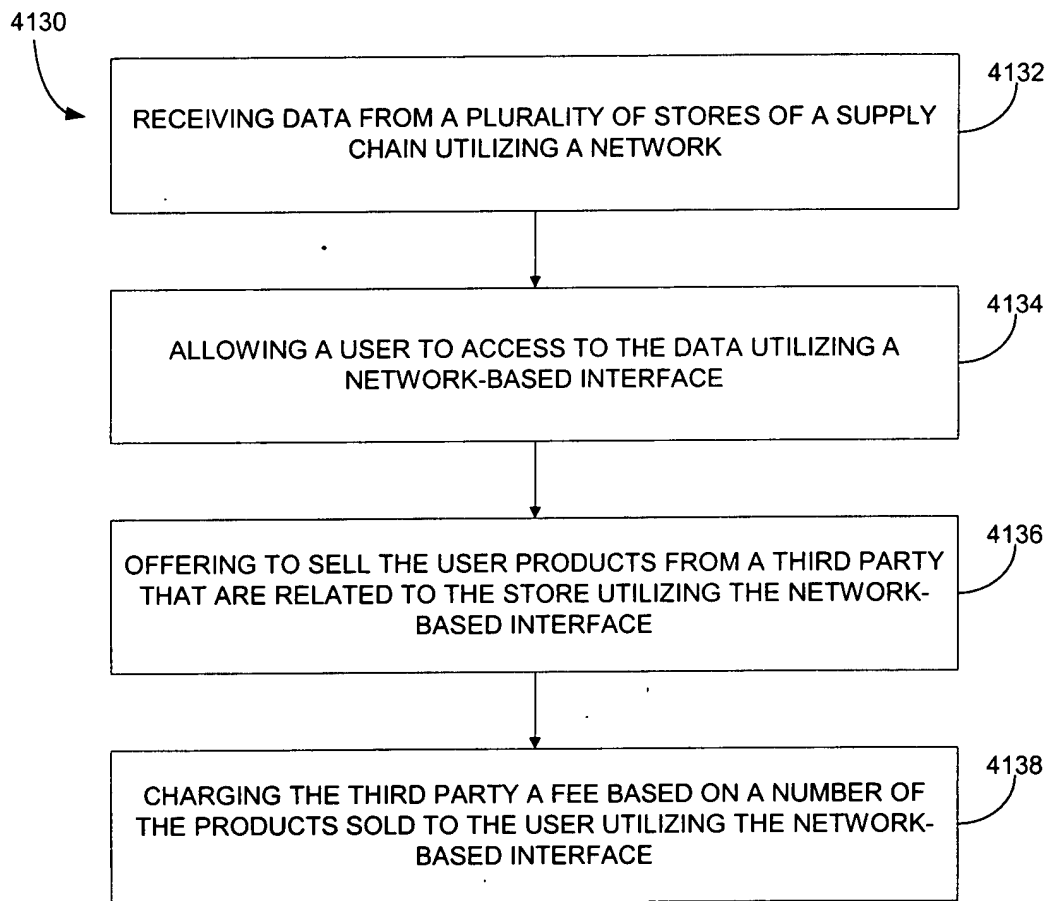 4130
4132
RECEIVING DATA FROM A PLURALITY OF STORES OF A SUPPLY
CHAIN UTILIZING A NETWORK
4134
ALLOWING A USER TO ACCESS TO THE DATA UTILIZING A
NETWORK-BASED INTERFACE
4136
OFFERING TO SELL THE USER PRODUCTS FROM A THIRD PARTY
THAT ARE RELATED TO THE STORE UTILIZING THE NETWORK-
BASED INTERFACE
4138
CHARGING THE THIRD PARTY A FEE BASED ON A NUMBER OF
THE PRODUCTS SOLD TO THE USER UTILIZING THE NETWORK-
BASED INTERFACE